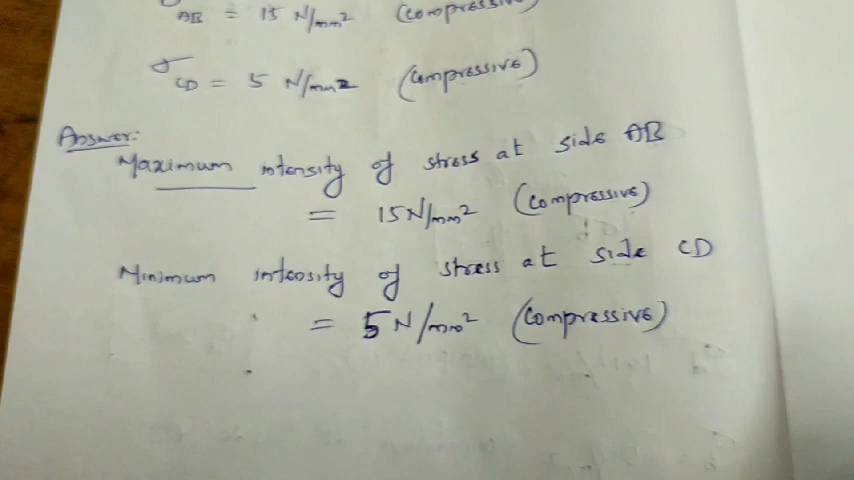 AB = 15 N/mm² (compressive)
σCD = 5 N/mm² (compressive)
Answer:
Maximum intensity of stress at side AB
= 15 N/mm² (compressive)
Minimum intensity of stress at side CD
= 5 N/mm² (compressive)